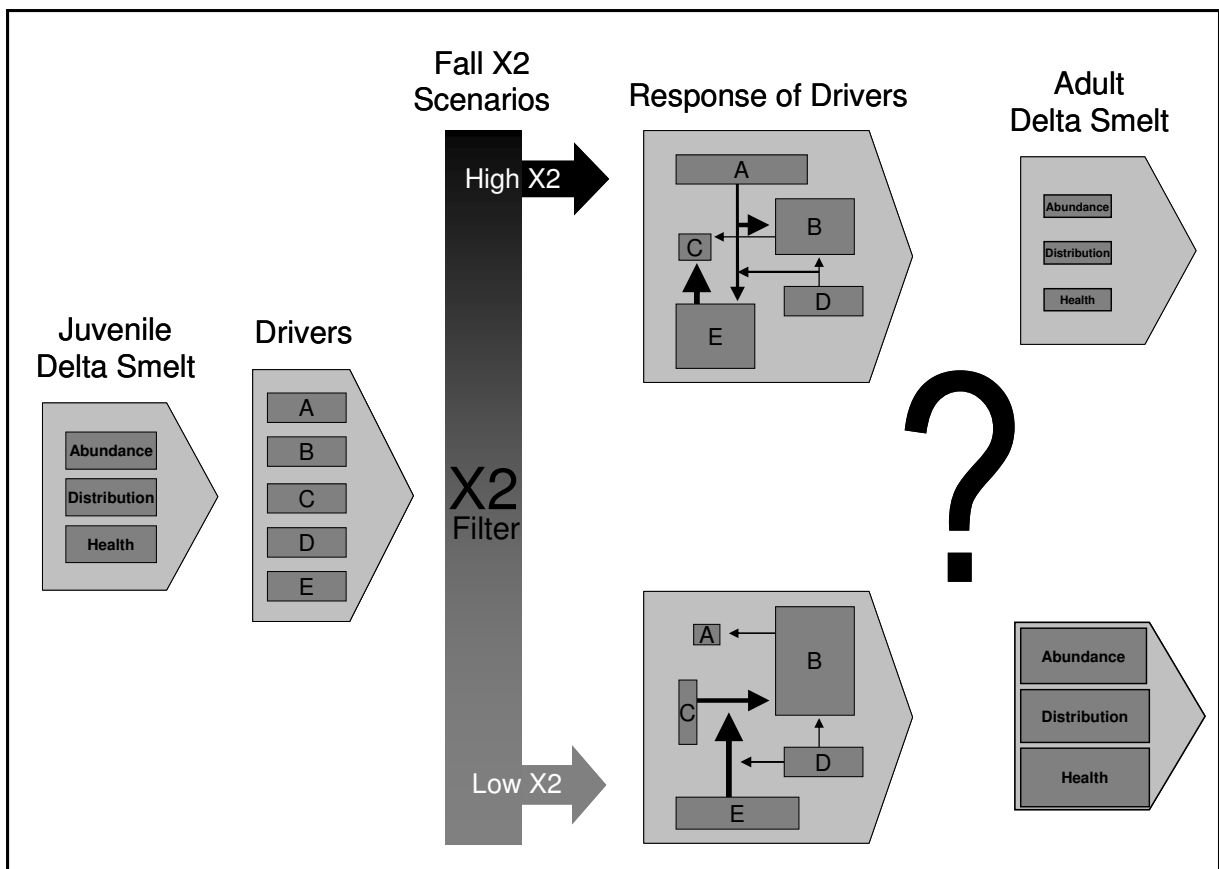 Fall X2
Scenarios
Response of Drivers
Adult
Delta Smelt
Juvenile
Delta Smelt
Drivers
High X2
Low X2
X2
Filter
Abundance
Distribution
Health
A
B
C
D
E
A
B
C
D
E
Abundance
Distribution
Health
?
A
B
C
D
E
Abundance
Distribution
Health